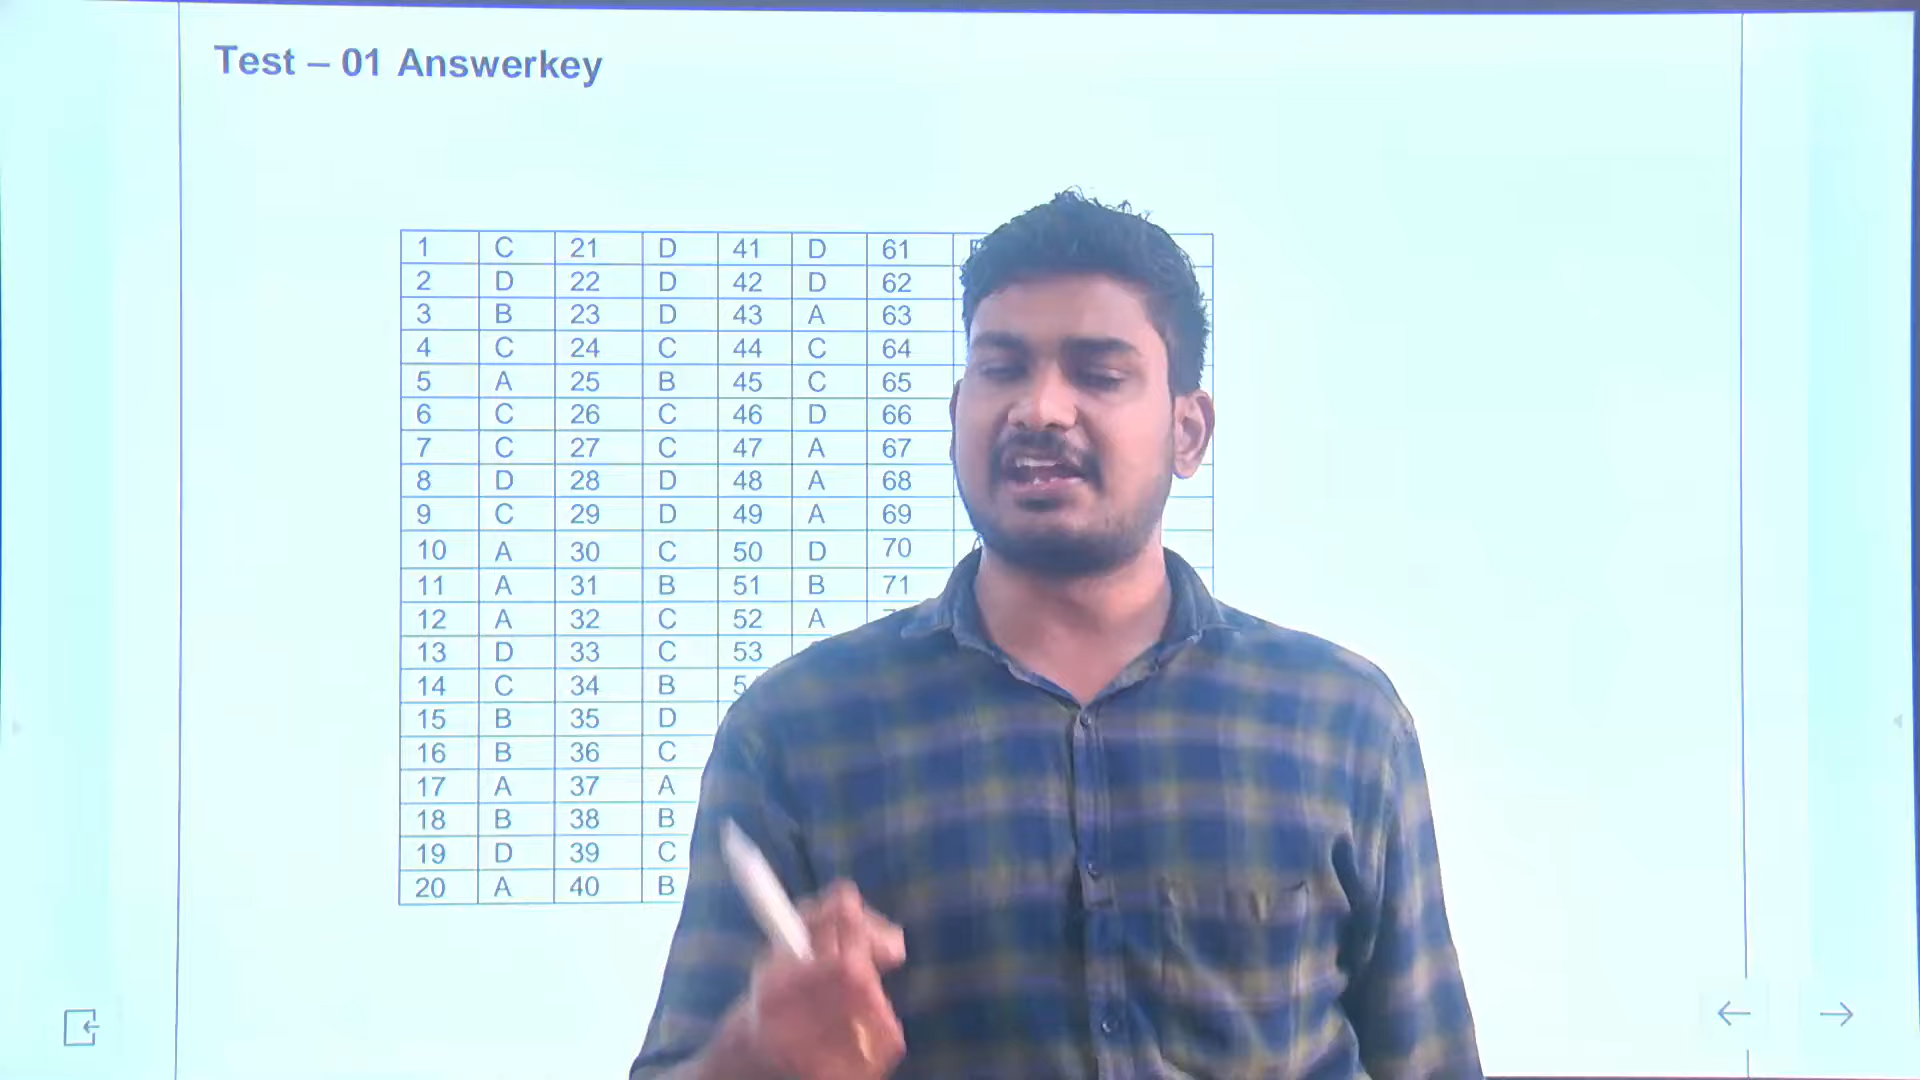 Test – 01 Answerkey
1 C 21 D 41 D 61
2 D 22 D 42 D 62
3 B 23 D 43 A 63
4 C 24 C 44 C 64
5 A 25 B 45 C 65
6 C 26 C 46 D 66
7 C 27 C 47 A 67
8 D 28 D 48 A 68
9 C 29 D 49 A 69
10 A 30 C 50 D 70
11 A 31 B 51 B 71
12 A 32 C 52 A
13 D 33 C 53
14 C 34 B
15 B 35 D
16 B 36 C
17 A 37 A
18 B 38 B
19 D 39 C
20 A 40 B